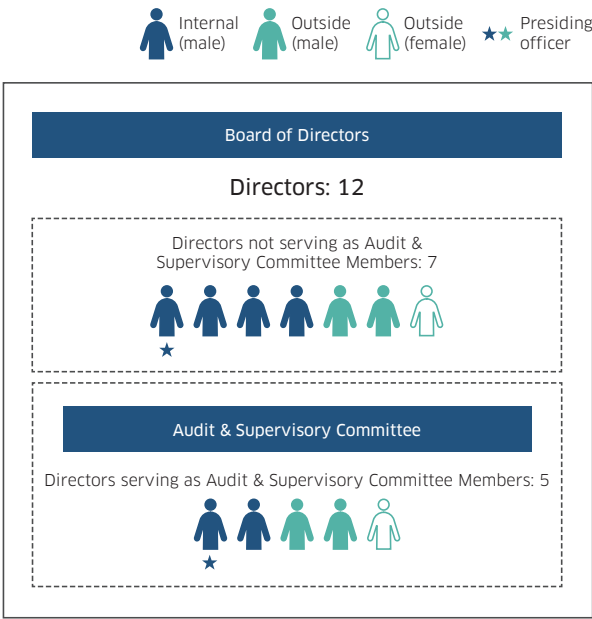 Internal
(male)
Outside
(male)
Outside
(female)
Presiding
officer
Board of Directors
Directors: 12
Directors not serving as Audit &
Supervisory Committee Members: 7
Audit & Supervisory Committee
Directors serving as Audit & Supervisory Committee Members: 5